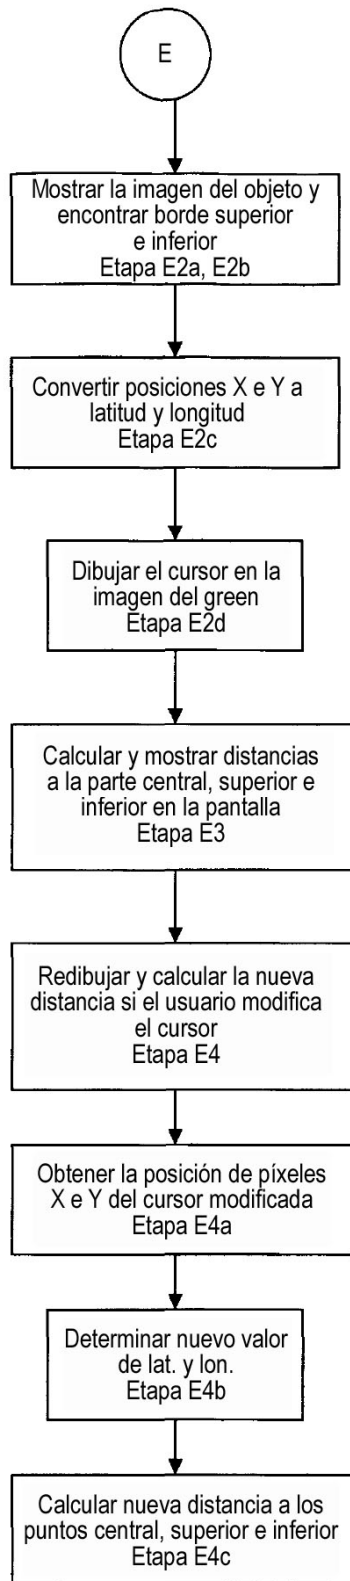 E
Mostrar la imagen del objeto y
encontrar borde superior
e inferior
Etapa E2a, E2b
Convertir posiciones X e Y a
latitud y longitud
Etapa E2c
Dibujar el cursor en la
imagen del green
Etapa E2d
Calcular y mostrar distancias
a la parte central, superior e
inferior en la pantalla
Etapa E3
Redibujar y calcular la nueva
distancia si el usuario modifica
el cursor
Etapa E4
Obtener la posición de píxeles
X e Y del cursor modificada
Etapa E4a
Determinar nuevo valor
de lat. y lon.
Etapa E4b
Calcular nueva distancia a los
puntos central, superior e inferior
Etapa E4c